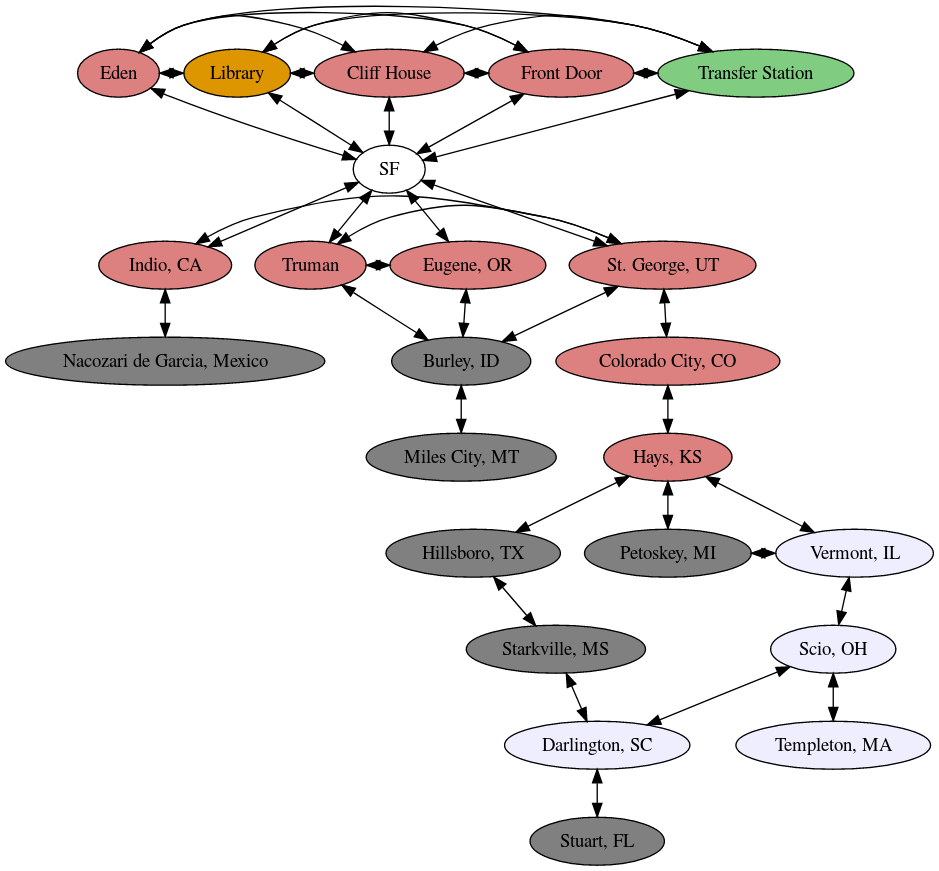 Eden
Library
Cliff House
Front Door
Transfer Station
SF
Indio, CA
Truman
Eugene, OR
St. George, UT
Nacozari de Garcia, Mexico
Burley, ID
Colorado City, CO
Miles City, MT
Hays, KS
Hillsboro, TX
Petoskey, MI
Vermont, IL
Starkville, MS
Scio, OH
Darlington, SC
Templeton, MA
Stuart, FL